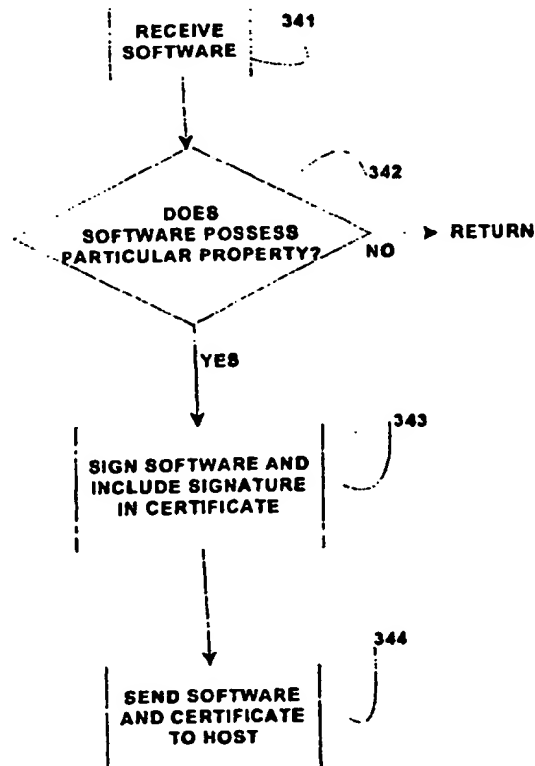 RECEIVE
SOFTWARE
341
342
DOES
SOFTWARE POSSESS
PARTICULAR PROPERTY?
NO
RETURN
YES
343
SIGN SOFTWARE AND
INCLUDE SIGNATURE
IN CERTIFICATE
344
SEND SOFTWARE
AND CERTIFICATE
TO HOST